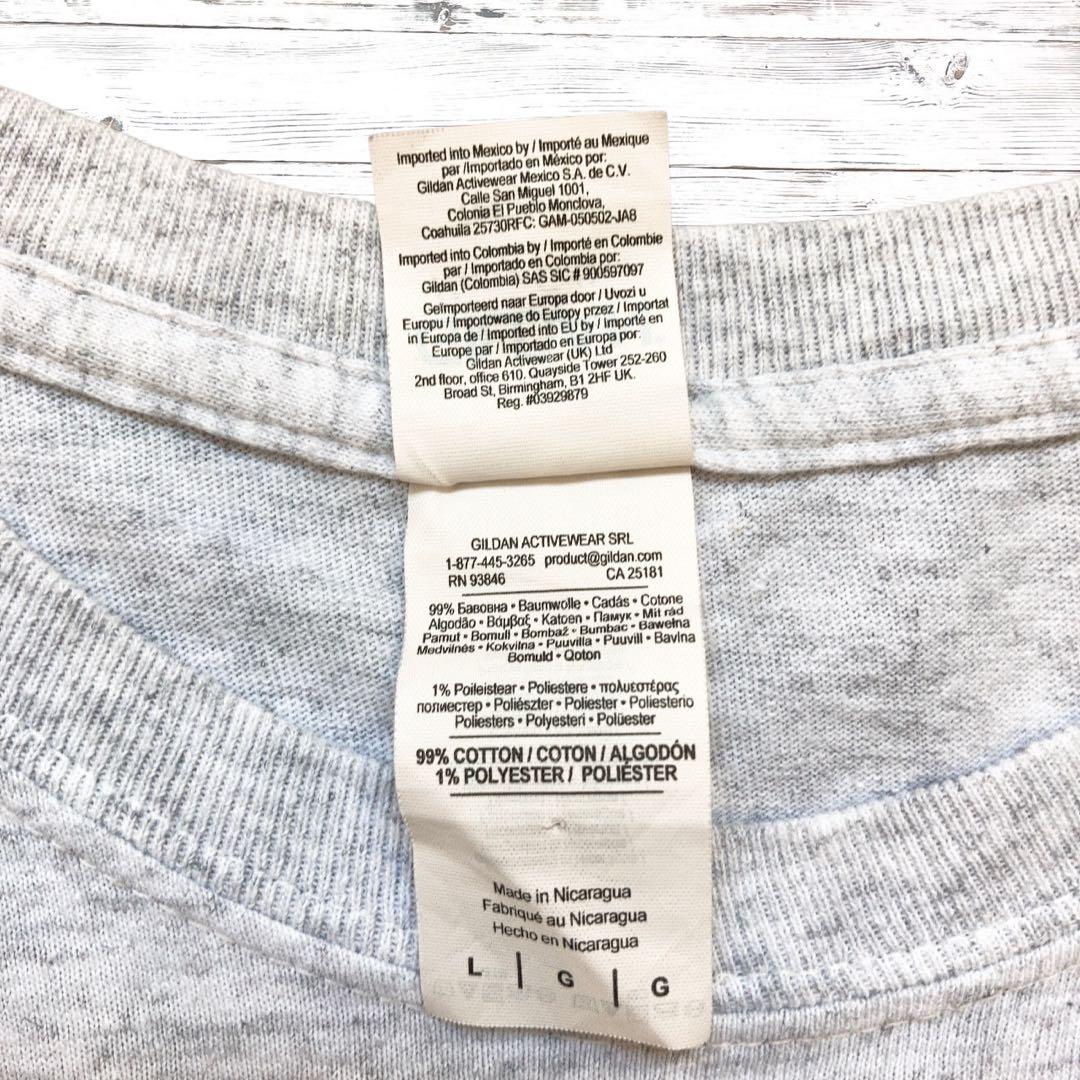 Imported into Mexico by / Importé au Mexique
par /Importado en México por:
Gildan Activewear Mexico S.A. de C.V.
Calle San Miguel 1001,
Colonia El Pueblo Monclova,
Coahuila 25730RFC: GAM-050502-JA8
Imported into Colombia by / Importé en Colombie
par / Importado en Colombia por:
Gildan (Colombia) SAS SIC # 900597097
Geïmporteerd naar Europa door / Uvozi u
Europu / Importowane do Europy przez / Importat
in Europa de / Imported into EU by / Importé en
Europe par / Importado en Europa por:
Gildan Activewear (UK) Ltd
2nd floor, office 610, Quayside Tower 252-260
Broad St, Birmingham, B1 2HF UK.
Reg. #03929879
GILDAN ACTIVEWEAR SRL
1-877-445-3265 product@gildan.com
RN 93846 CA 25181
99% Бавовна • Baumwolle • Cadás • Cotone
Algodão • Βάμβαξ • Katoen • Памук • Mit rád
Pamut • Bomull • Bombaž • Bumbac • Bawełna
Medvilnės • Kokvilna • Puuvilla • Puuvill • Bavlna
Bomuld • Qoton
1% Poileistear • Poliestere • πολυεστέρας
полиестер • Poliészter • Poliester • Poliesterio
Poliesters • Polyesteri • Polüester
99% COTTON / COTON / ALGODÓN
1% POLYESTER / POLIÉSTER
Made in Nicaragua
Fabriqué au Nicaragua
Hecho en Nicaragua
L | G | G